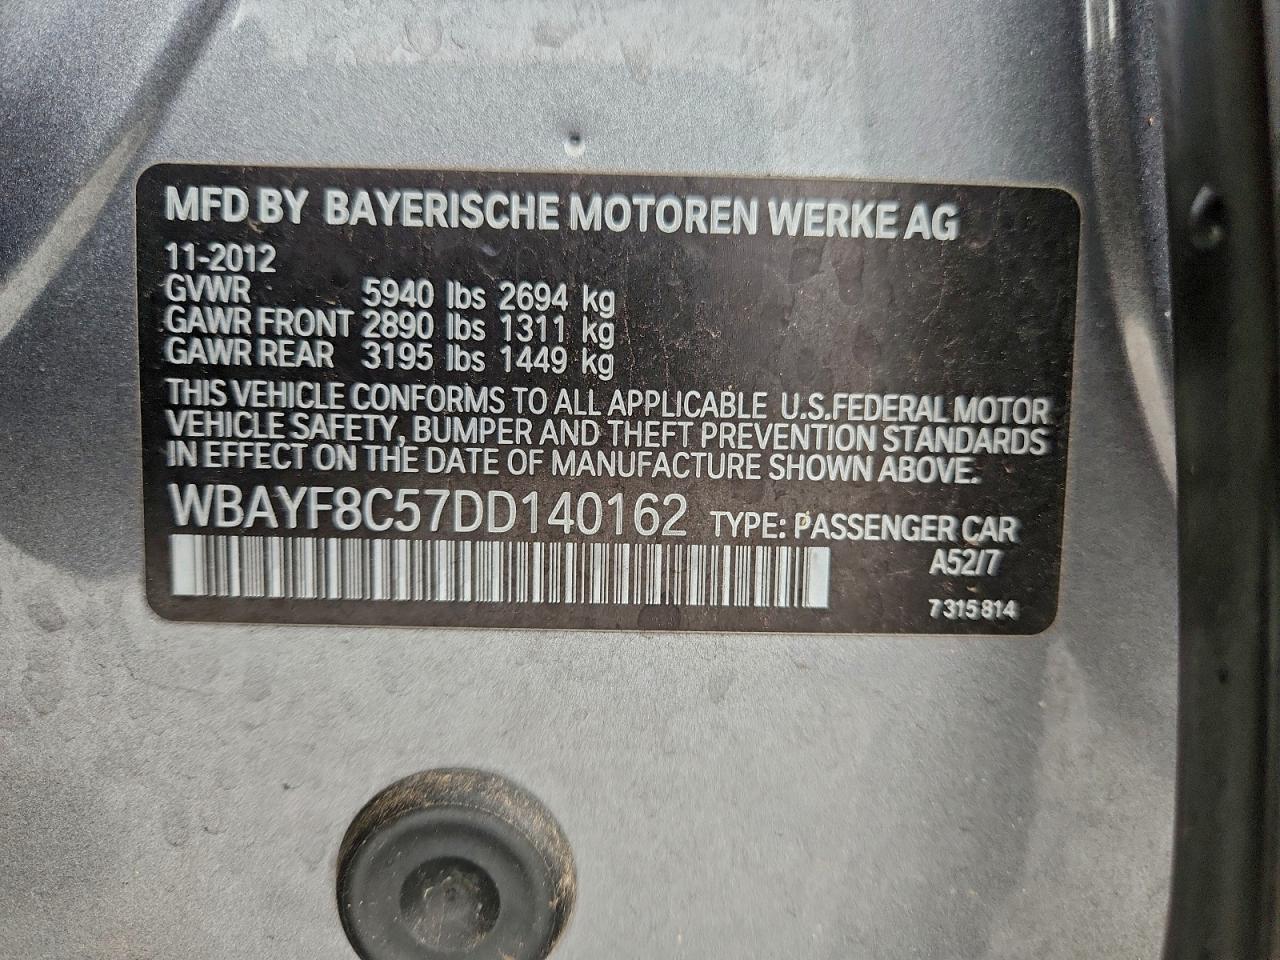 MFD BY BAYERISCHE MOTOREN WERKE AG
11-2012
GVWR 5940 lbs 2694 kg
GAWR FRONT 2890 lbs 1311 kg
GAWR REAR 3195 lbs 1449 kg
THIS VEHICLE CONFORMS TO ALL APPLICABLE U.S.FEDERAL MOTOR
VEHICLE SAFETY, BUMPER AND THEFT PREVENTION STANDARDS
IN EFFECT ON THE DATE OF MANUFACTURE SHOWN ABOVE.
WBAYF8C57DD140162 TYPE: PASSENGER CAR
A52/7
7 315 814